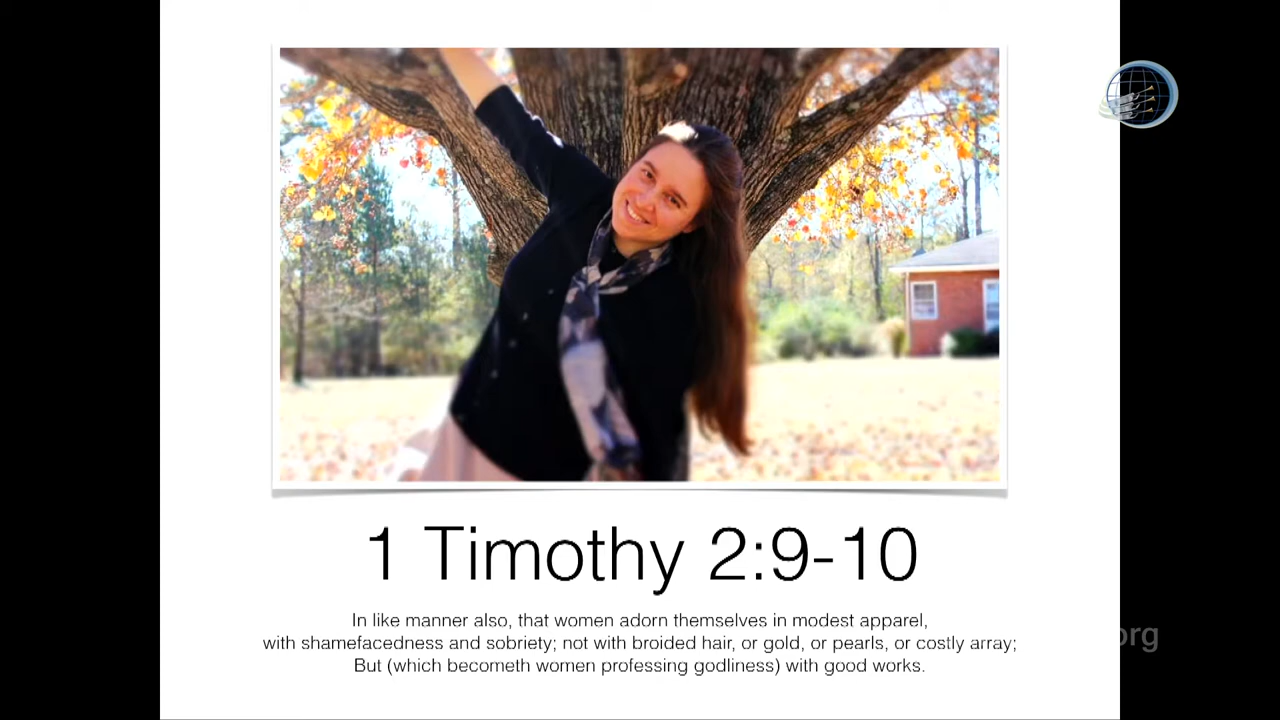 1 Timothy 2:9-10
In like manner also, that women adorn themselves in modest apparel,
with shamefacedness and sobriety; not with broided hair, or gold, or pearls, or costly array;
But (which becometh women professing godliness) with good works.
org